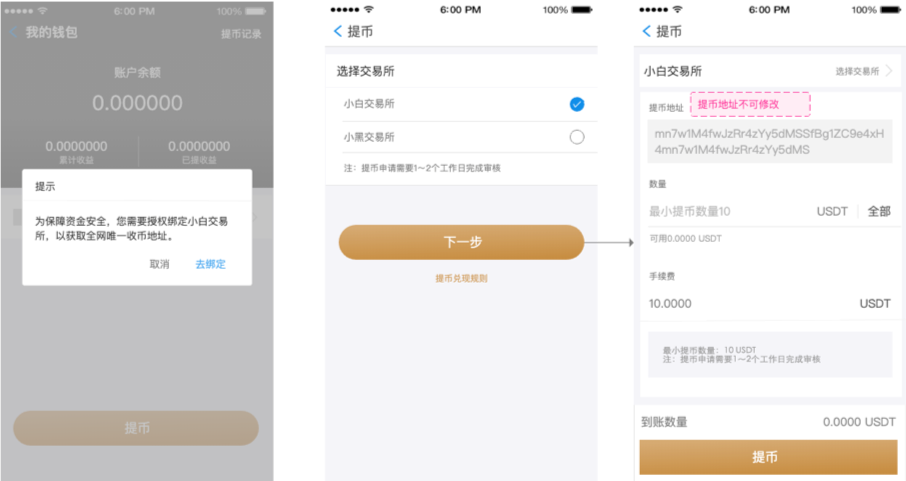 6:00 PM
100%
我的钱包
提币记录
账户余额
0.000000
0.0000000
累计收益
0.0000000
已提收益
提示
为保障资金安全，您需要授权绑定小白交易
所，以获取全网唯一收币地址。
取消
去绑定
提币
6:00 PM
100%
提币
选择交易所
小白交易所
小黑交易所
注：提币申请需要1～2个工作日完成审核
下一步
提币兑现规则
6:00 PM
100%
提币
小白交易所
选择交易所
提币地址
提币地址不可修改
mn7w1M4fwJzRr4zYy5dMSSfBg1ZC9e4xH
4mn7w1M4fwJzRr4zYy5dMS
数量
最小提币数量10
USDT
全部
可用0.0000 USDT
手续费
10.0000
USDT
最小提币数量：10 USDT
注：提币申请需要1～2个工作日完成审核
到账数量
0.0000 USDT
提币